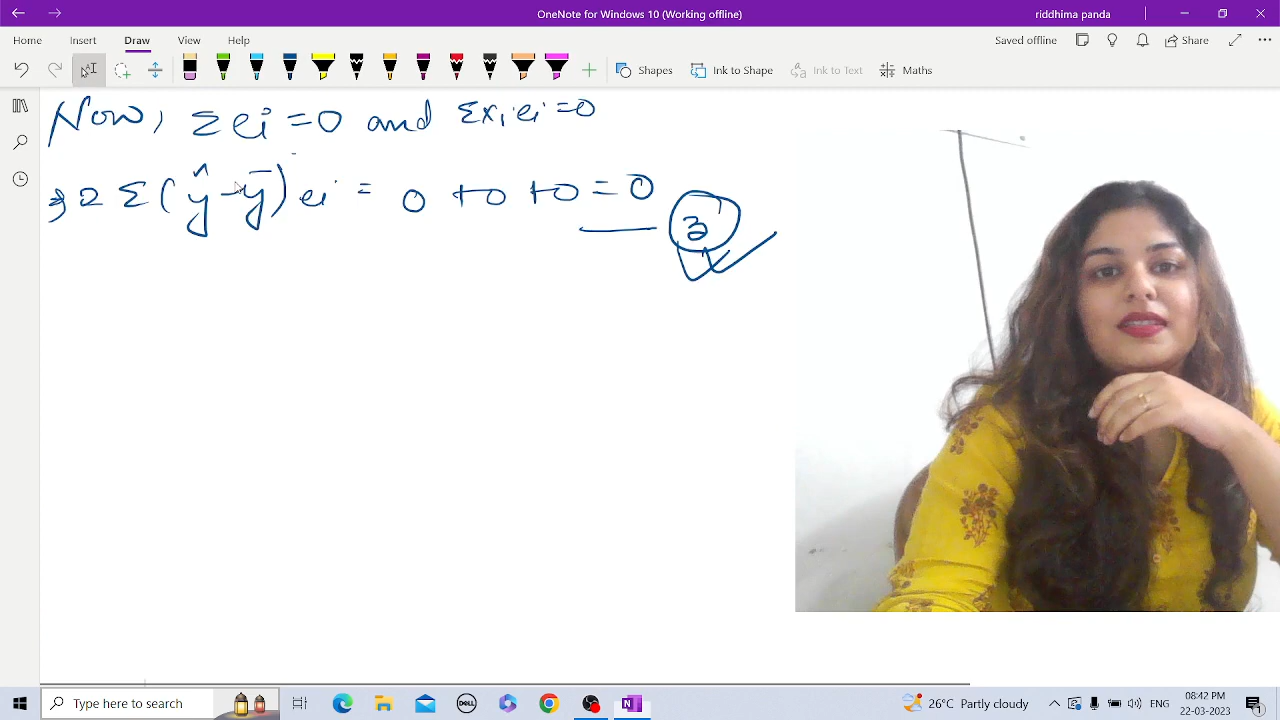 OneNote for Windows 10 (Working offline)
riddhima panda
Home Insert Draw View Help
Saved offline
Share
Shapes
Ink to Shape
Ink to Text
Maths
Now, Σei = 0 and Σxiei = 0
⇒ 2 Σ(ŷ - ȳ) ei = 0 + 0 + 0 = 0
3
Type here to search
DELL
26°C Partly cloudy
ENG
08:42 PM
22-03-2023